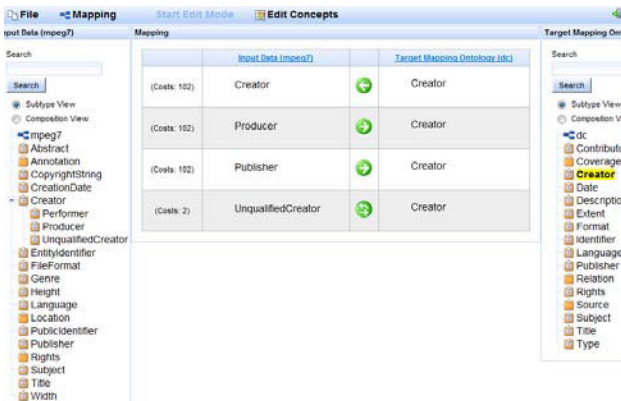 File Mapping Start Edit Mode Edit Concepts
nput Data (mpeg7)
Search
Search
Subtype View
Composition View
mpeg7
Abstract
Annotation
CopyrightString
CreationDate
Creator
Performer
Producer
UnqualifiedCreator
EntityIdentifier
FileFormat
Genre
Height
Language
Location
PublicIdentifier
Publisher
Rights
Subject
Title
Width
Mapping
Input Data (mpeg7) Target Mapping Ontology (dc)
(Costs: 102) Creator Creator
(Costs: 102) Producer Creator
(Costs: 102) Publisher Creator
(Costs: 2) UnqualifiedCreator Creator
Target Mapping Ont
Search
Search
Subtype View
Composition V
dc
Contributo
Coverage
Creator
Date
Descriptio
Extent
Format
Identifier
Language
Publisher
Relation
Rights
Source
Subject
Title
Type